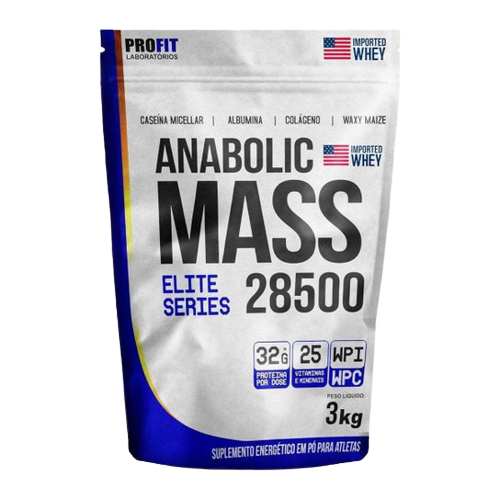 PROFIT
LABORATÓRIOS
IMPORTED
WHEY
CASEÍNA MICELLAR | ALBUMINA | COLÁGENO | WAXY MAIZE
ANABOLIC
IMPORTED
WHEY
MASS
ELITE
SERIES
28500
32G
PROTEINA
POR DOSE
25
VITAMINAS
E MINERAIS
WPI
WPC
PESO LÍQUIDO:
3kg
SUPLEMENTO ENERGÉTICO EM PÓ PARA ATLETAS